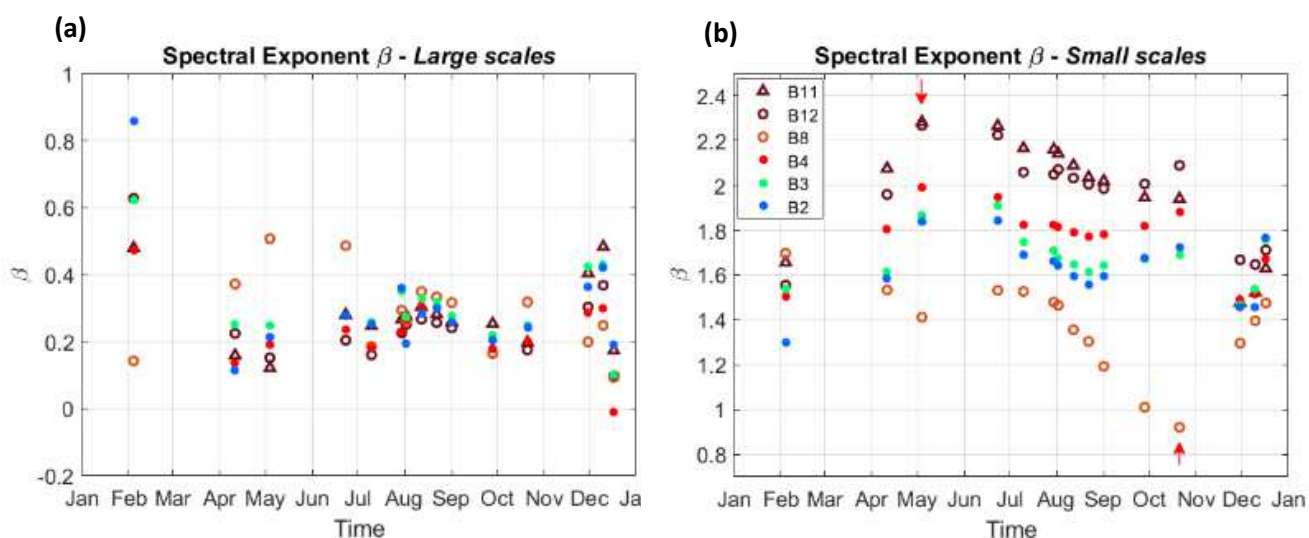 (a)
Spectral Exponent β - Large scales
1
0.8
0.6
0.4
0.2
0
-0.2
β
Jan Feb Mar Apr May Jun Jul Aug Sep Oct Nov Dec Ja
Time
(b)
Spectral Exponent β - Small scales
2.4
2.2
2
1.8
1.6
1.4
1.2
1
0.8
β
B11
B12
B8
B4
B3
B2
Jan Feb Mar Apr May Jun Jul Aug Sep Oct Nov Dec Jan
Time